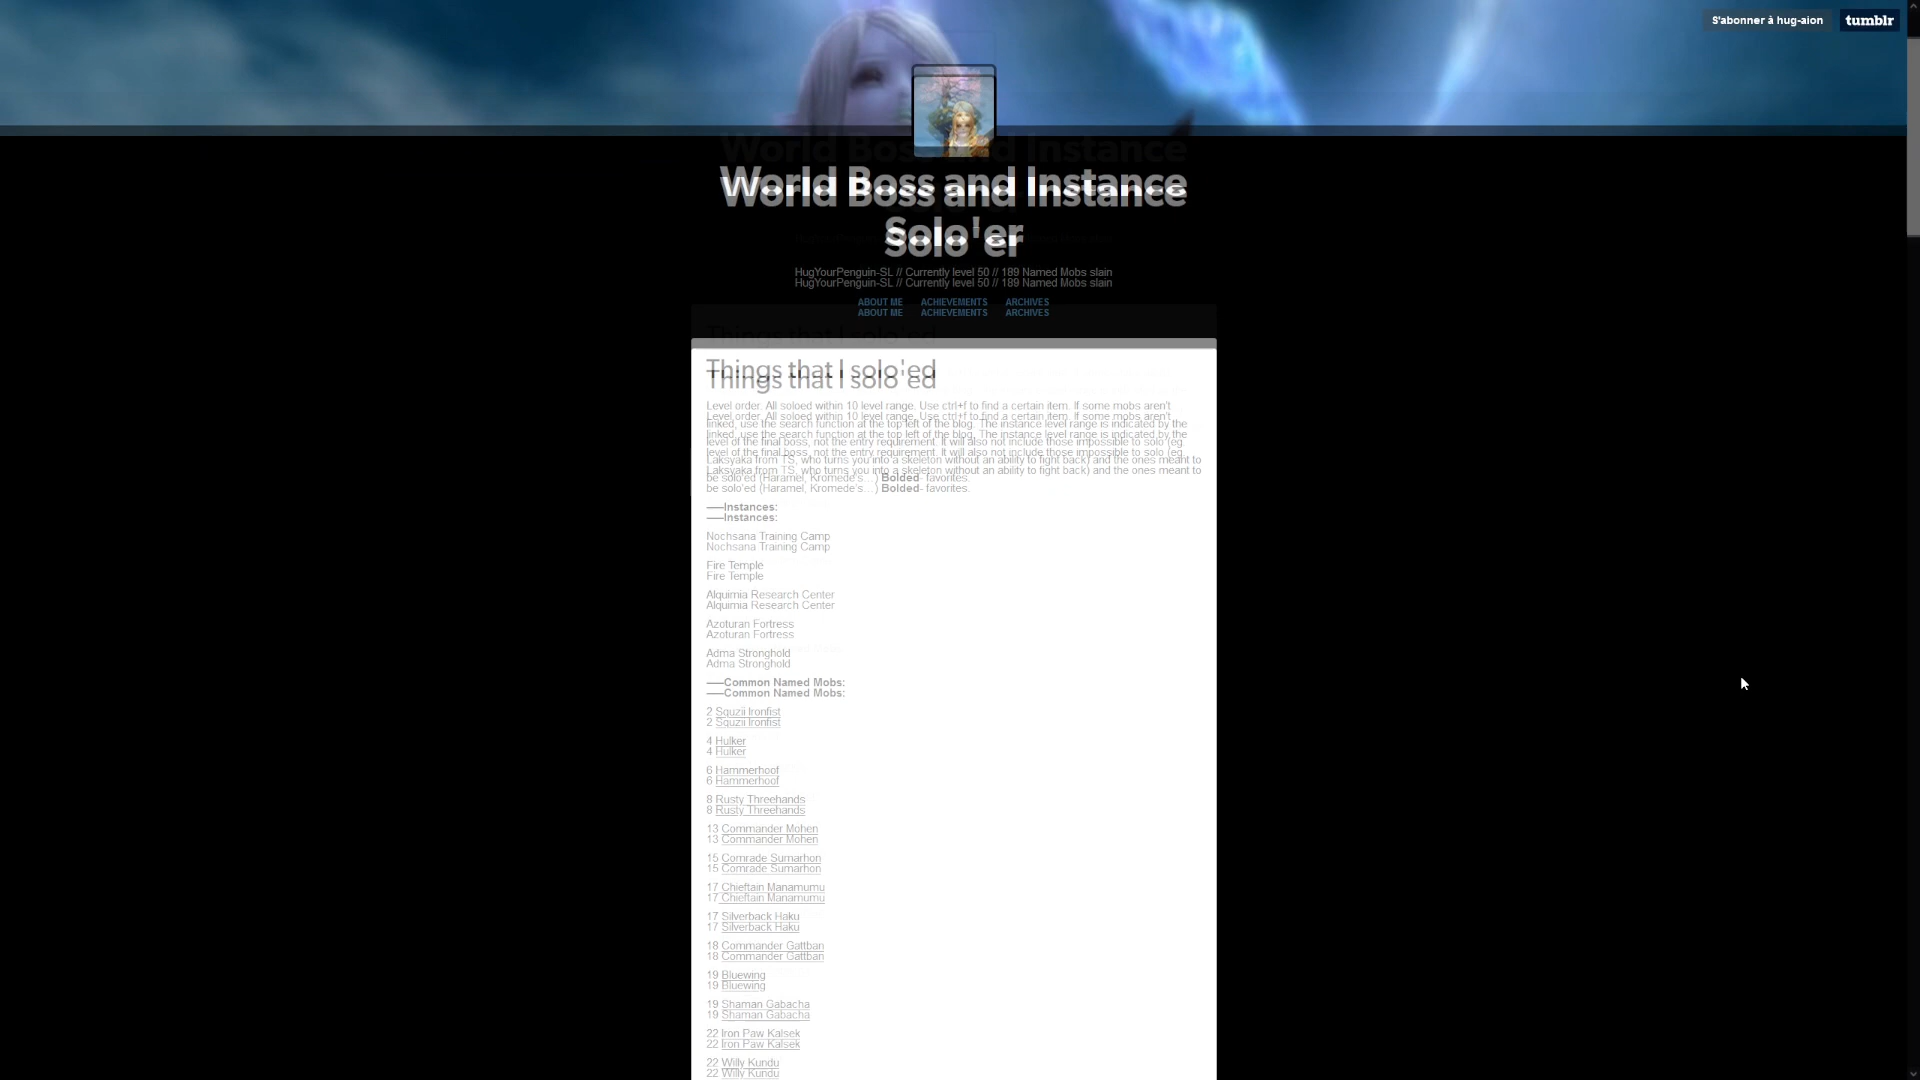 S'abonner à hug-aion
tumblr
World Boss and Instance
Solo'er
HugYourPenguin-SL // Currently level 50 // 189 Named Mobs slain
ABOUT ME ACHIEVEMENTS ARCHIVES
Things that I solo'ed
Level order. All soloed within 10 level range. Use ctrl+f to find a certain item. If some mobs aren't
linked, use the search function at the top left of the blog. The instance level range is indicated by the
level of the final boss, not the entry requirement. It will also not include those impossible to solo (eg.
Laksyaka from TS, who turns you into a skeleton without an ability to fight back) and the ones meant to
be solo'ed (Haramel, Kromede's...) Bolded- favorites.
——Instances:
Nochsana Training Camp
Fire Temple
Alquimia Research Center
Azoturan Fortress
Adma Stronghold
——Common Named Mobs:
2 Squzii Ironfist
4 Hulker
6 Hammerhoof
8 Rusty Threehands
13 Commander Mohen
15 Comrade Sumarhon
17 Chieftain Manamumu
17 Silverback Haku
18 Commander Gattban
19 Bluewing
19 Shaman Gabacha
22 Iron Paw Kalsek
22 Willy Kundu